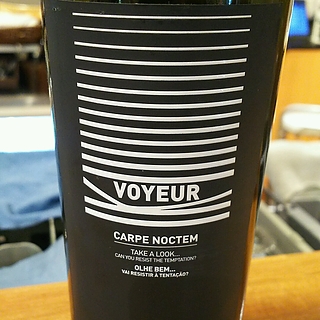 VOYEUR
CARPE NOCTEM
TAKE A LOOK...
CAN YOU RESIST THE TEMPTATION?
OLHE BEM...
VAI RESISTIR À TENTAÇÃO?